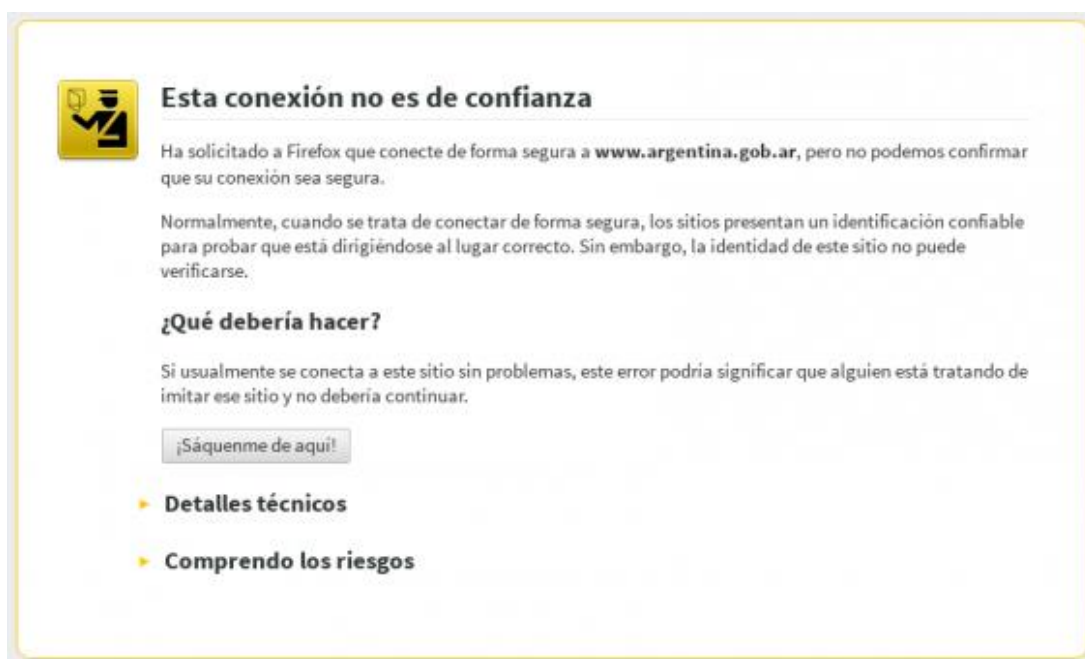 Esta conexión no es de confianza
Ha solicitado a Firefox que conecte de forma segura a www.argentina.gob.ar, pero no podemos confirmar
que su conexión sea segura.
Normalmente, cuando se trata de conectar de forma segura, los sitios presentan un identificación confiable
para probar que está dirigiéndose al lugar correcto. Sin embargo, la identidad de este sitio no puede
verificarse.
¿Qué debería hacer?
Si usualmente se conecta a este sitio sin problemas, este error podría significar que alguien está tratando de
imitar ese sitio y no debería continuar.
¡Sáquenme de aquí!
Detalles técnicos
Comprendo los riesgos